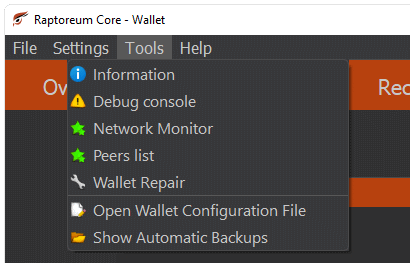 Raptoreum Core - Wallet
File Settings Tools Help
Ov Rec
Information
Debug console
Network Monitor
Peers list
Wallet Repair
Open Wallet Configuration File
Show Automatic Backups